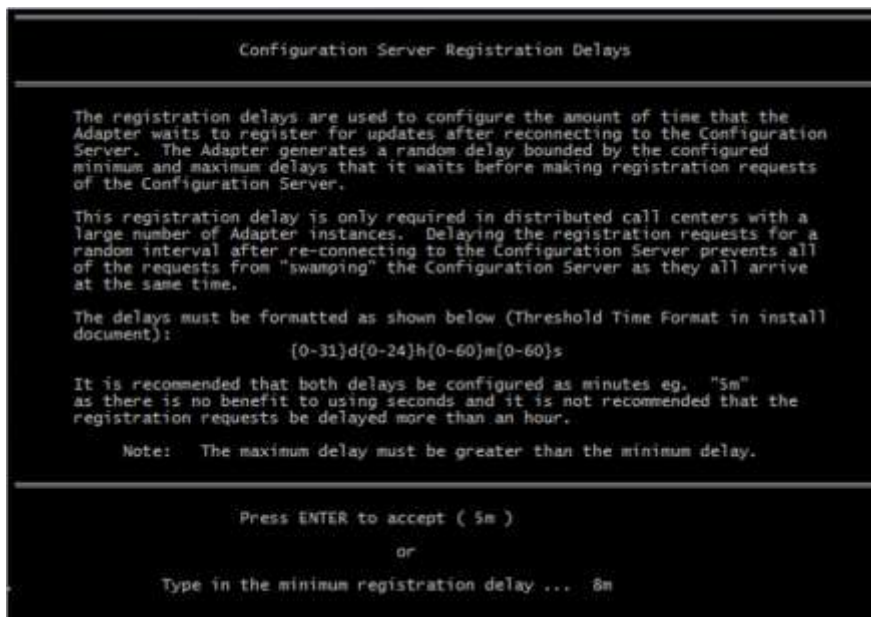 Configuration Server Registration Delays
The registration delays are used to configure the amount of time that the
Adapter waits to register for updates after reconnecting to the Configuration
Server. The Adapter generates a random delay bounded by the configured
minimum and maximum delays that it waits before making registration requests
of the Configuration Server.
This registration delay is only required in distributed call centers with a
large number of Adapter instances. Delaying the registration requests for a
random interval after re-connecting to the Configuration Server prevents all
of the requests from "swamping" the Configuration Server as they all arrive
at the same time.
The delays must be formatted as shown below (Threshold Time Format in install
document):
{0-31}d{0-24}h{0-60}m{0-60}s
It is recommended that both delays be configured as minutes eg. "5m"
as there is no benefit to using seconds and it is not recommended that the
registration requests be delayed more than an hour.
Note: The maximum delay must be greater than the minimum delay.
Press ENTER to accept ( 5m )
or
Type in the minimum registration delay ... 8m